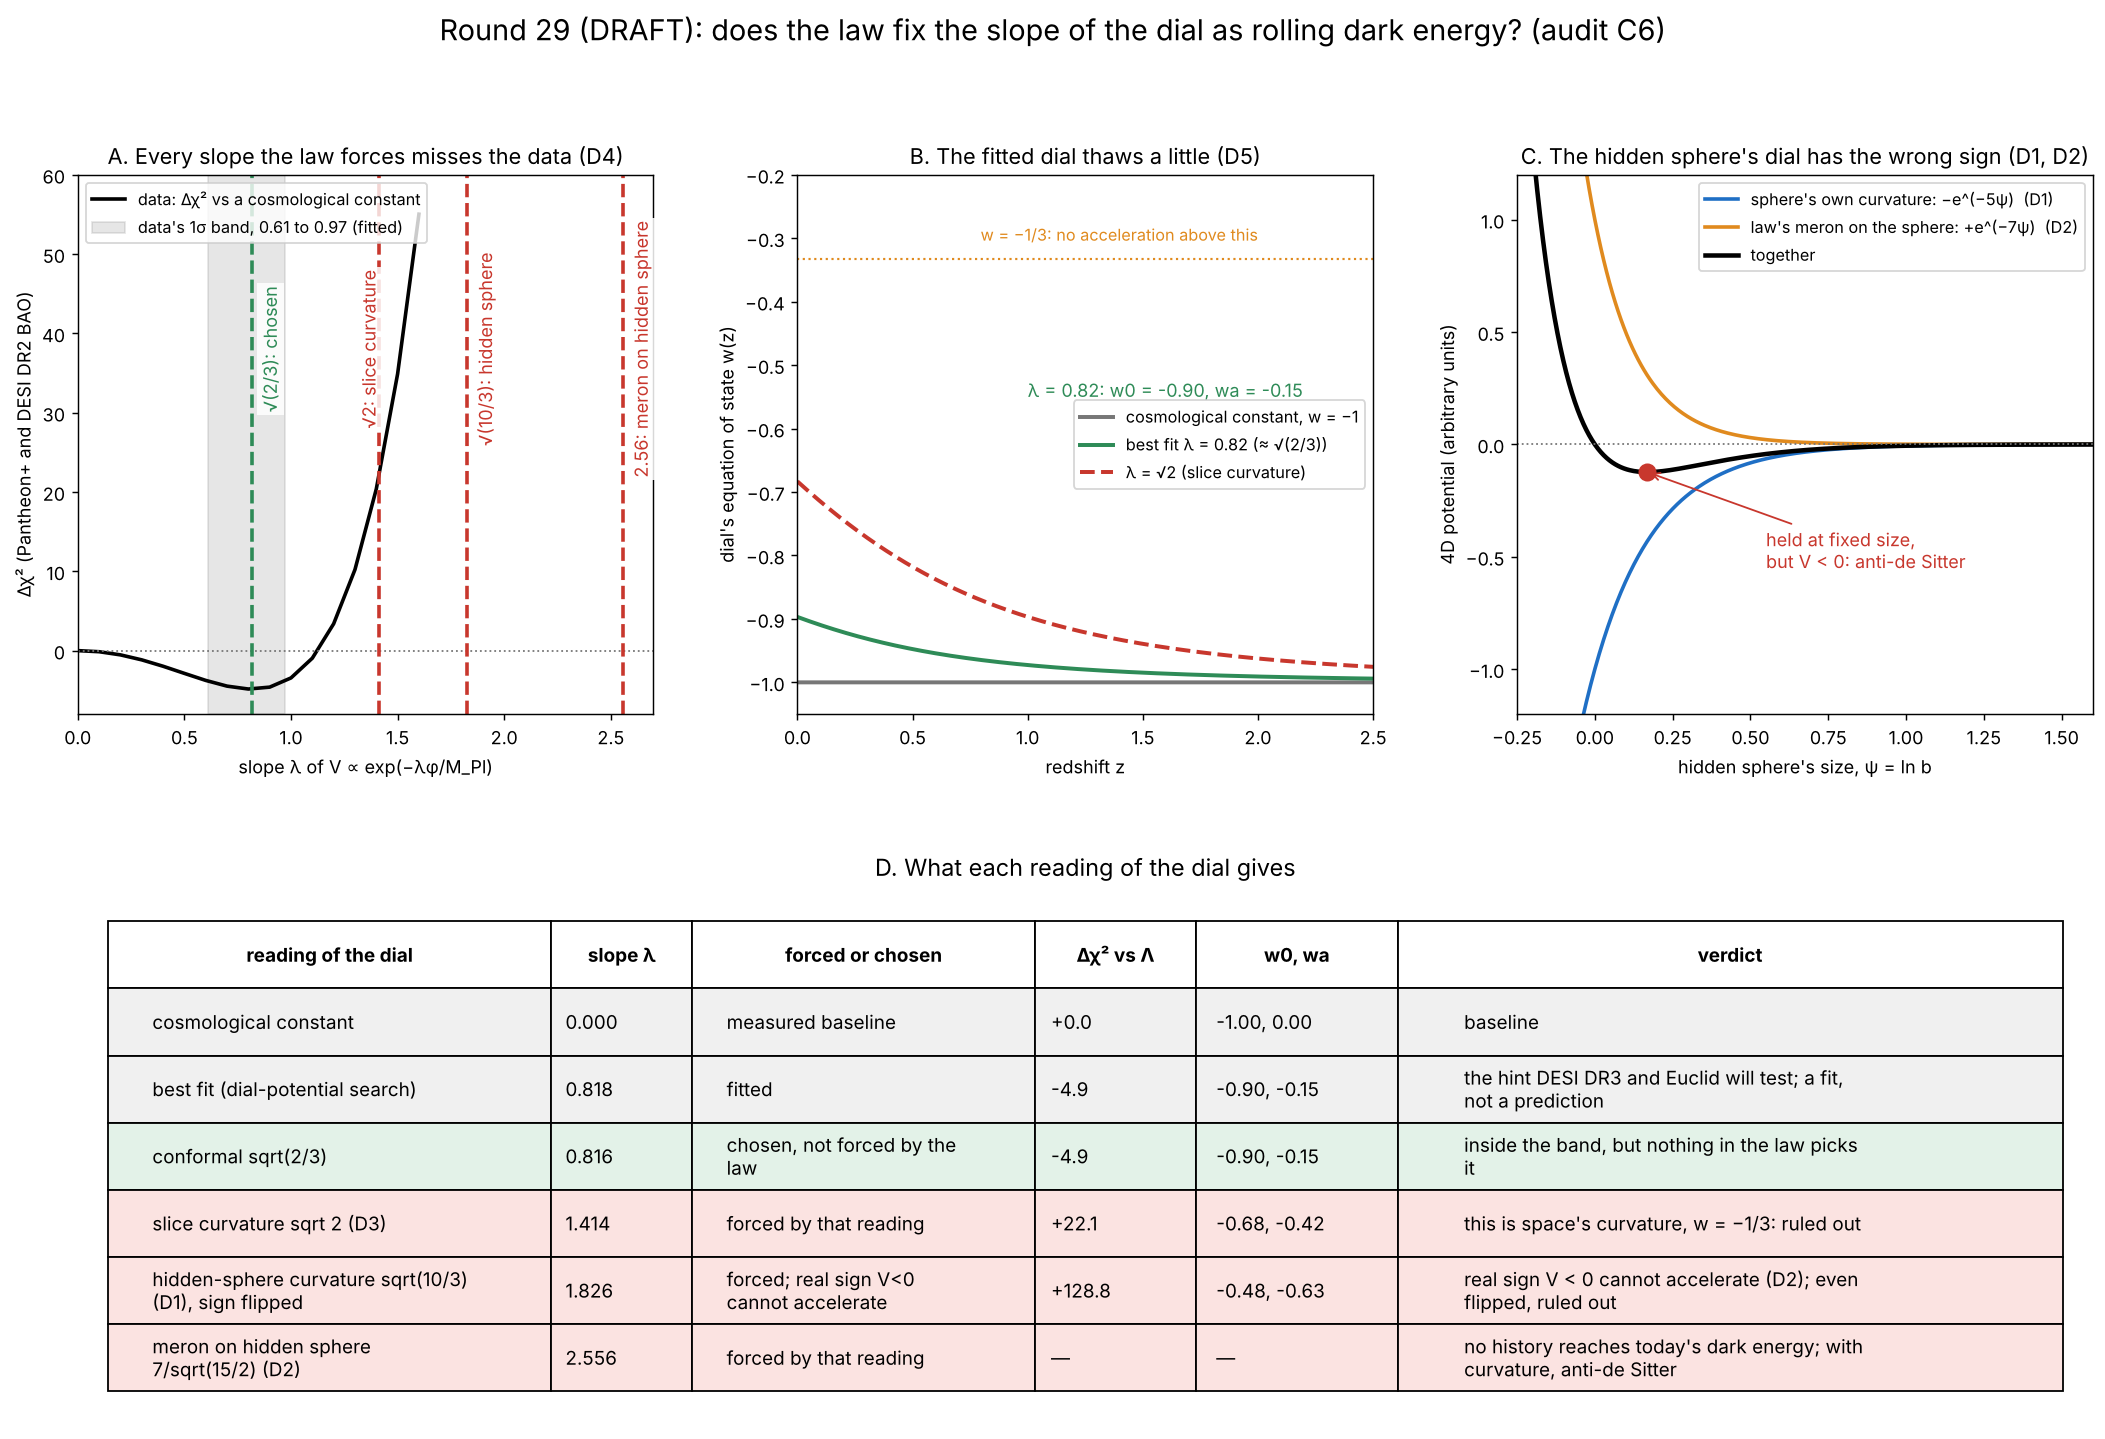 Round 29 (DRAFT): does the law fix the slope of the dial as rolling dark energy? (audit C6)
A. Every slope the law forces misses the data (D4)
data: Δχ² vs a cosmological constant
data's 1σ band, 0.61 to 0.97 (fitted)
√(2/3): chosen
√2: slice curvature
√(10/3): hidden sphere
2.56: meron on hidden sphere
60
50
40
30
20
10
0
Δχ² (Pantheon+ and DESI DR2 BAO)
0.0
0.5
1.0
1.5
2.0
2.5
slope λ of V ∝ exp(−λφ/M_Pl)
B. The fitted dial thaws a little (D5)
w = −1/3: no acceleration above this
λ = 0.82: w0 = -0.90, wa = -0.15
cosmological constant, w = −1
best fit λ = 0.82 (≈ √(2/3))
λ = √2 (slice curvature)
−0.2
−0.3
−0.4
−0.5
−0.6
−0.7
−0.8
−0.9
−1.0
dial's equation of state w(z)
0.0
0.5
1.0
1.5
2.0
2.5
redshift z
C. The hidden sphere's dial has the wrong sign (D1, D2)
sphere's own curvature: −e^(−5ψ) (D1)
law's meron on the sphere: +e^(−7ψ) (D2)
together
held at fixed size,
but V < 0: anti-de Sitter
1.0
0.5
0.0
−0.5
−1.0
4D potential (arbitrary units)
−0.25
0.00
0.25
0.50
0.75
1.00
1.25
1.50
hidden sphere's size, ψ = ln b
D. What each reading of the dial gives
reading of the dial
slope λ
forced or chosen
Δχ² vs Λ
w0, wa
verdict
cosmological constant
0.000
measured baseline
+0.0
-1.00, 0.00
baseline
best fit (dial-potential search)
0.818
fitted
-4.9
-0.90, -0.15
the hint DESI DR3 and Euclid will test; a fit,
not a prediction
conformal sqrt(2/3)
0.816
chosen, not forced by the
law
-4.9
-0.90, -0.15
inside the band, but nothing in the law picks
it
slice curvature sqrt 2 (D3)
1.414
forced by that reading
+22.1
-0.68, -0.42
this is space's curvature, w = −1/3: ruled out
hidden-sphere curvature sqrt(10/3)
(D1), sign flipped
1.826
forced; real sign V<0
cannot accelerate
+128.8
-0.48, -0.63
real sign V < 0 cannot accelerate (D2); even
flipped, ruled out
meron on hidden sphere
7/sqrt(15/2) (D2)
2.556
forced by that reading
—
—
no history reaches today's dark energy; with
curvature, anti-de Sitter